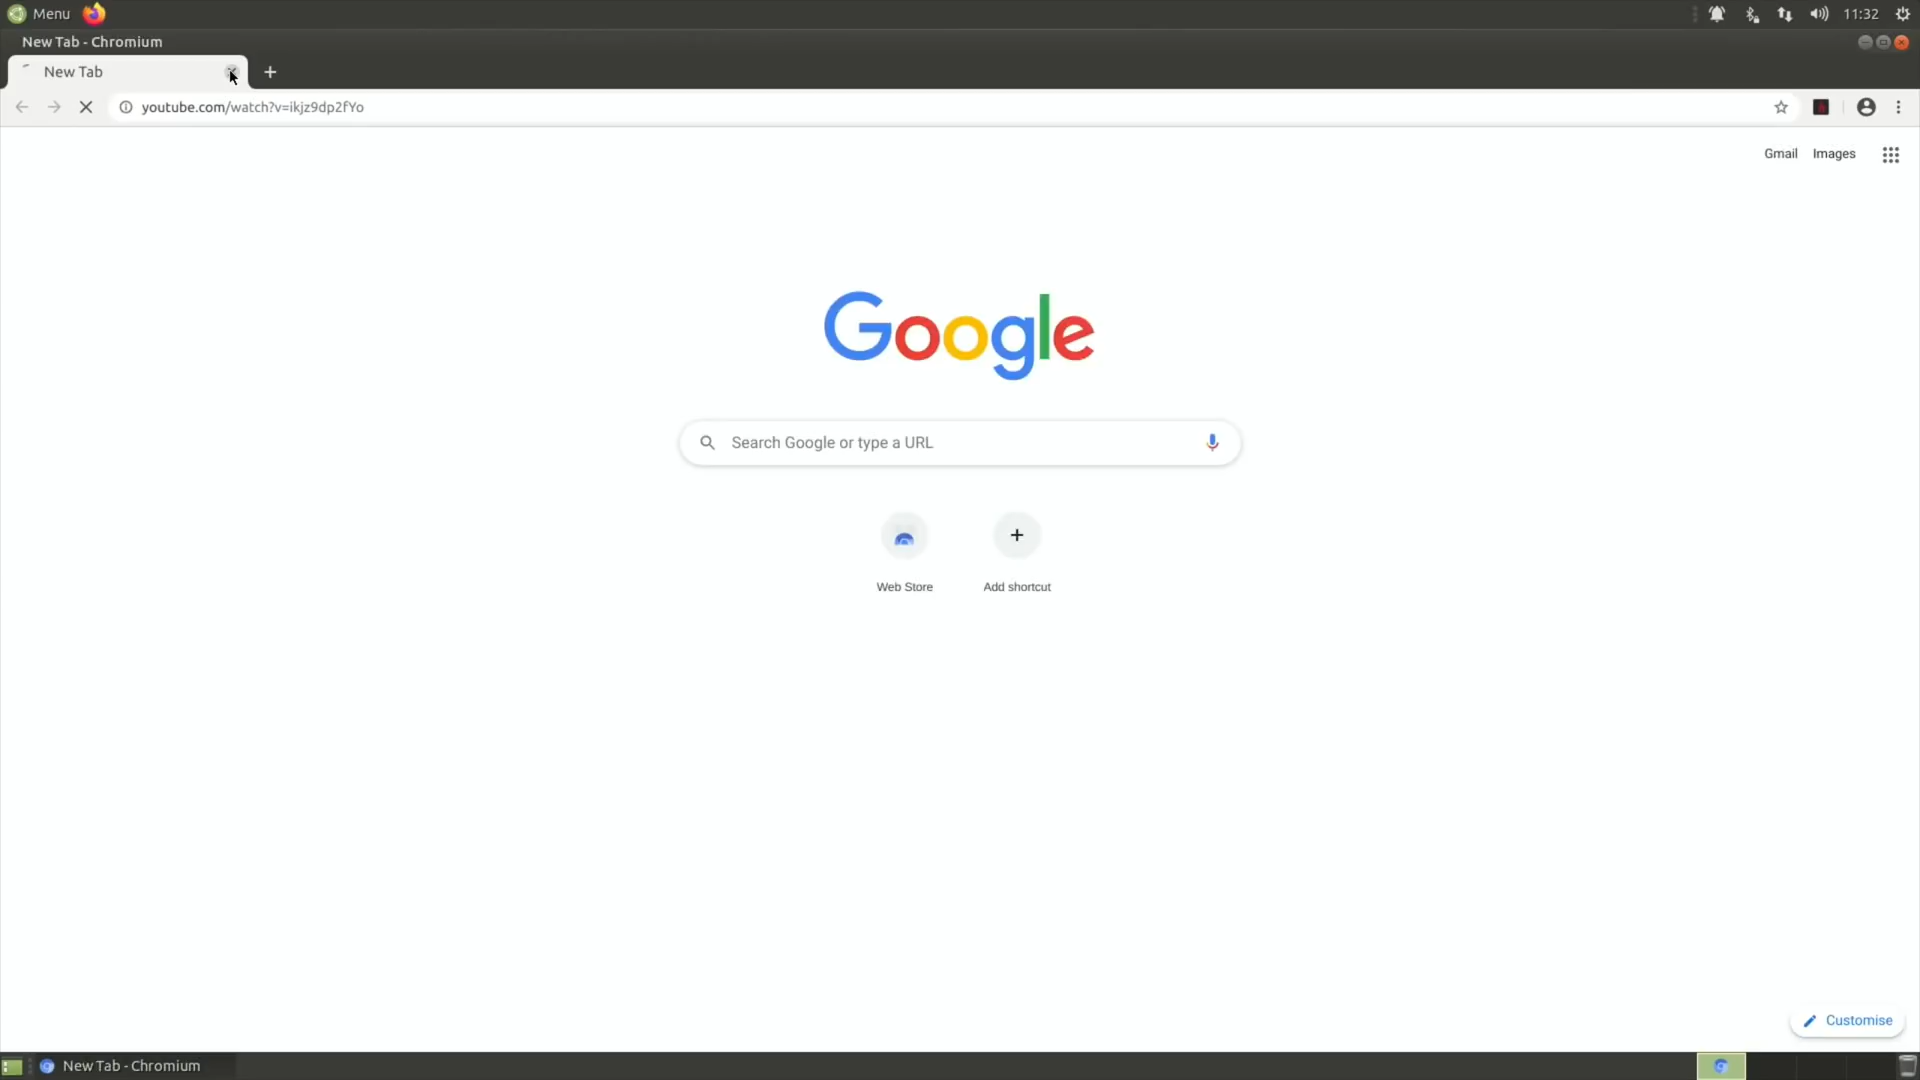 Menu
11:32
New Tab - Chromium
New Tab
youtube.com/watch?v=ikjz9dp2fYo
Gmail Images
Google
Search Google or type a URL
Web Store Add shortcut
Customise
New Tab - Chromium